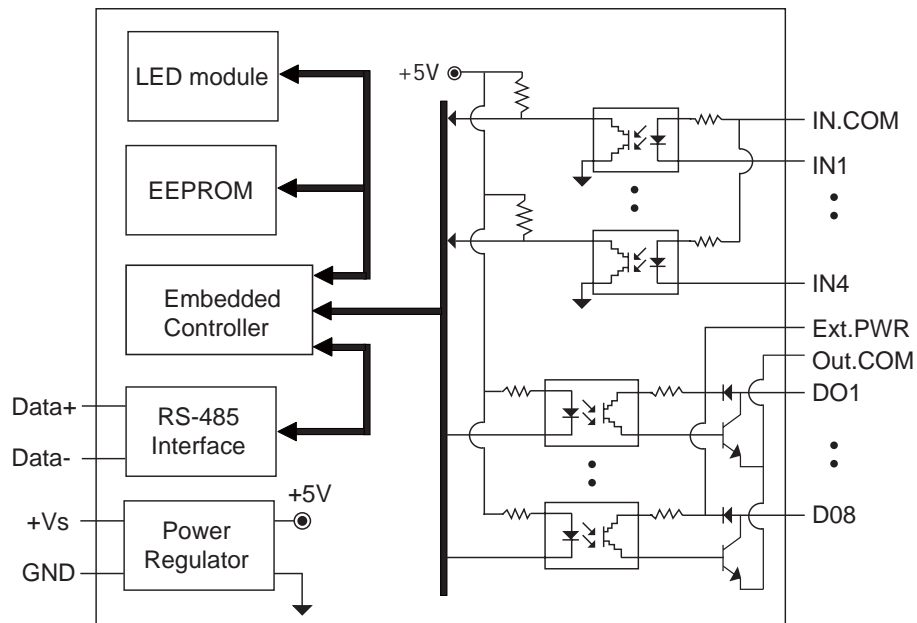 LED module
EEPROM
Embedded
Controller
RS-485
Interface
Power
Regulator
Data+
Data-
+Vs
GND
+5V
+5V
IN.COM
IN1
IN4
Ext.PWR
Out.COM
DO1
D08